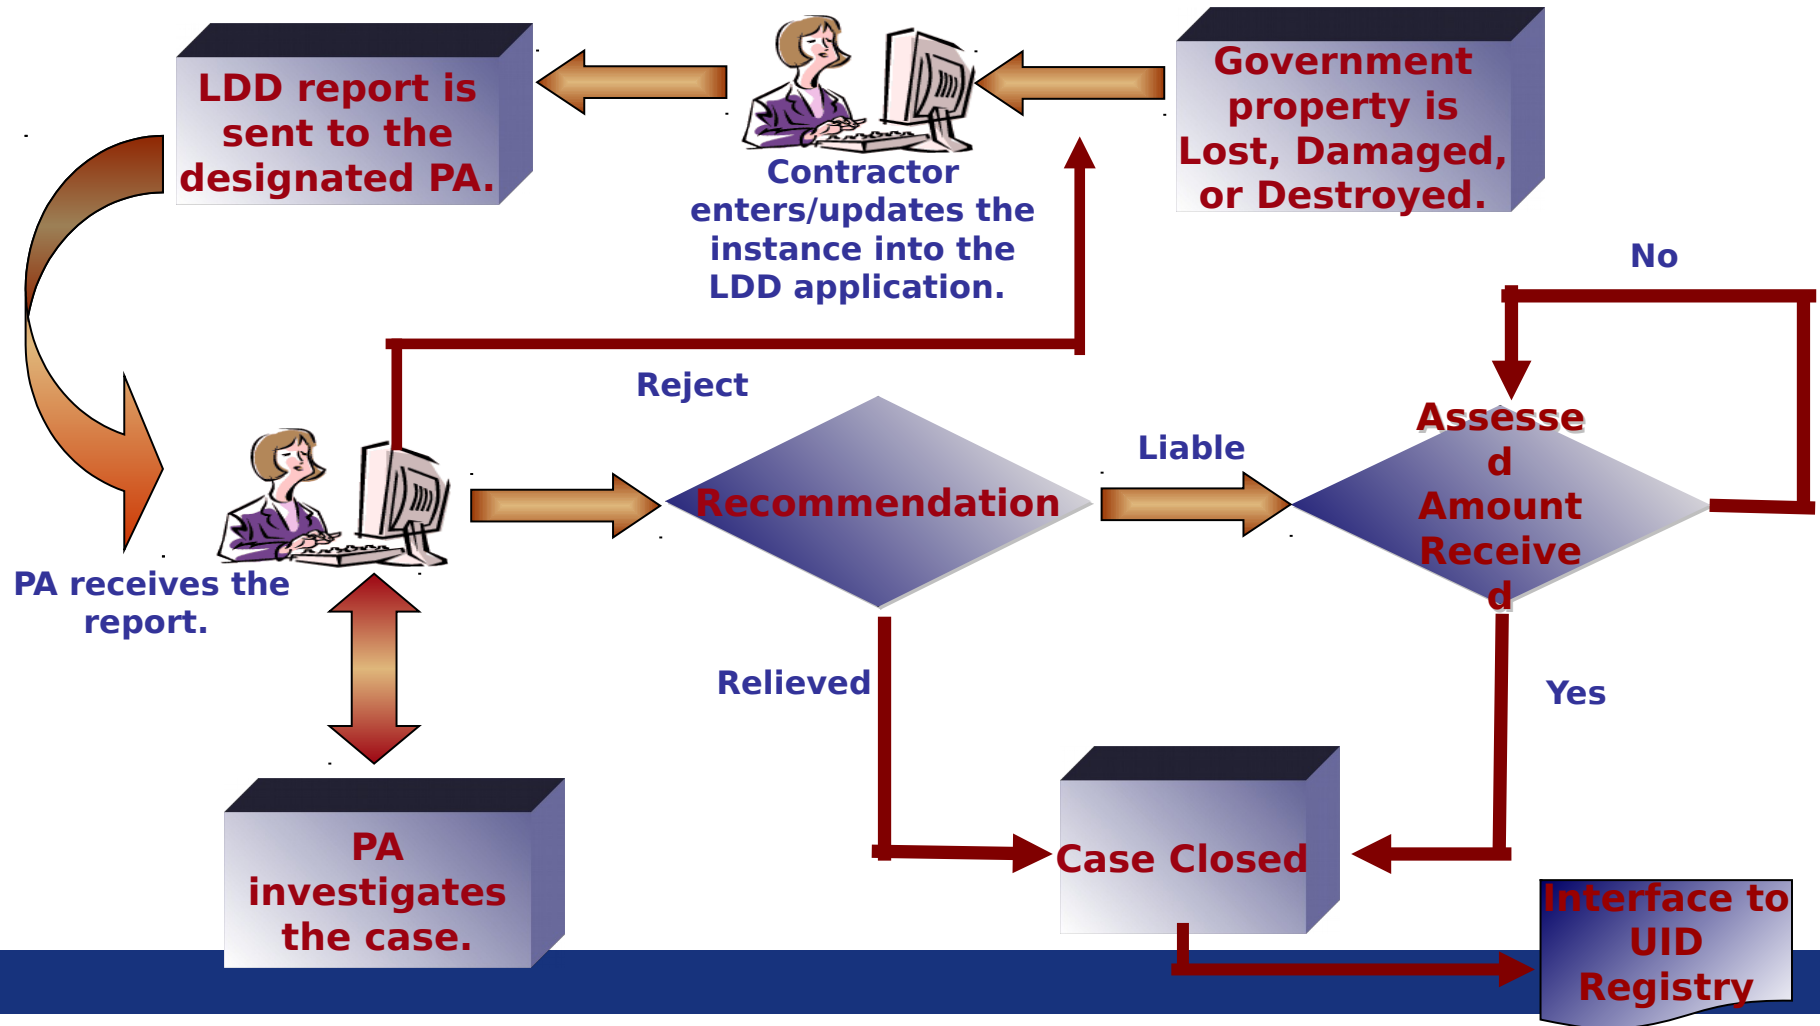 LDD report is
sent to the
designated PA.
Contractor
enters/updates the
instance into the
LDD application.
Government
property is
Lost, Damaged,
or Destroyed.
No
Reject
Liable
Assesse
d
Amount
Receive
d
Recommendation
PA receives the
report.
Relieved
Yes
PA
investigates
the case.
Case Closed
Interface to
UID
Registry